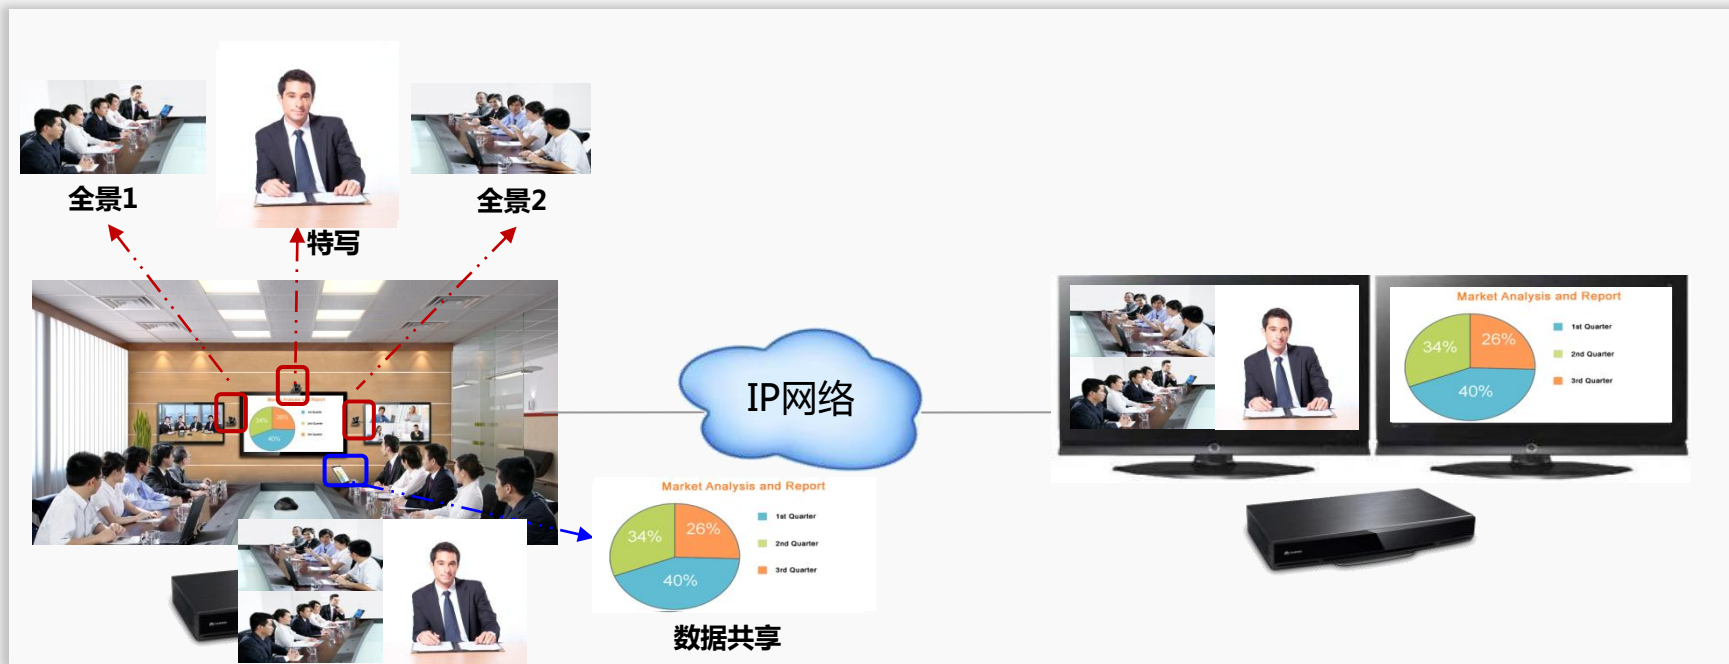 全景1
特写
全景2
IP网络
Market Analysis and Report
34%
26%
40%
1st Quarter
2nd Quarter
3rd Quarter
Market Analysis and Report
34%
26%
40%
1st Quarter
2nd Quarter
3rd Quarter
数据共享